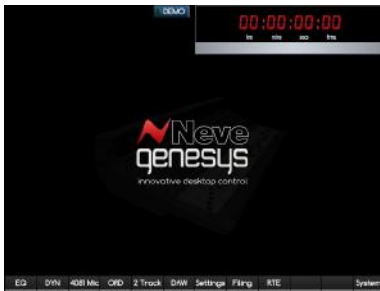 DEMO
00:00:00:00
hrs mins sec frms
Neve
genesys
innovative desktop control
EQ DYN 4081 Mic ORD 2 Track DAW Settings Filing RTE System